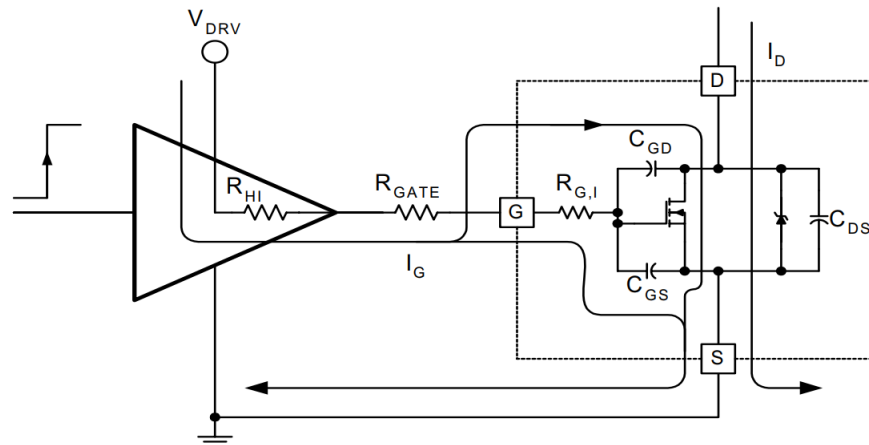 V_DRV
I_D
D
C_GD
R_HI
R_GATE
G
R_G,I
C_DS
I_G
C_GS
S